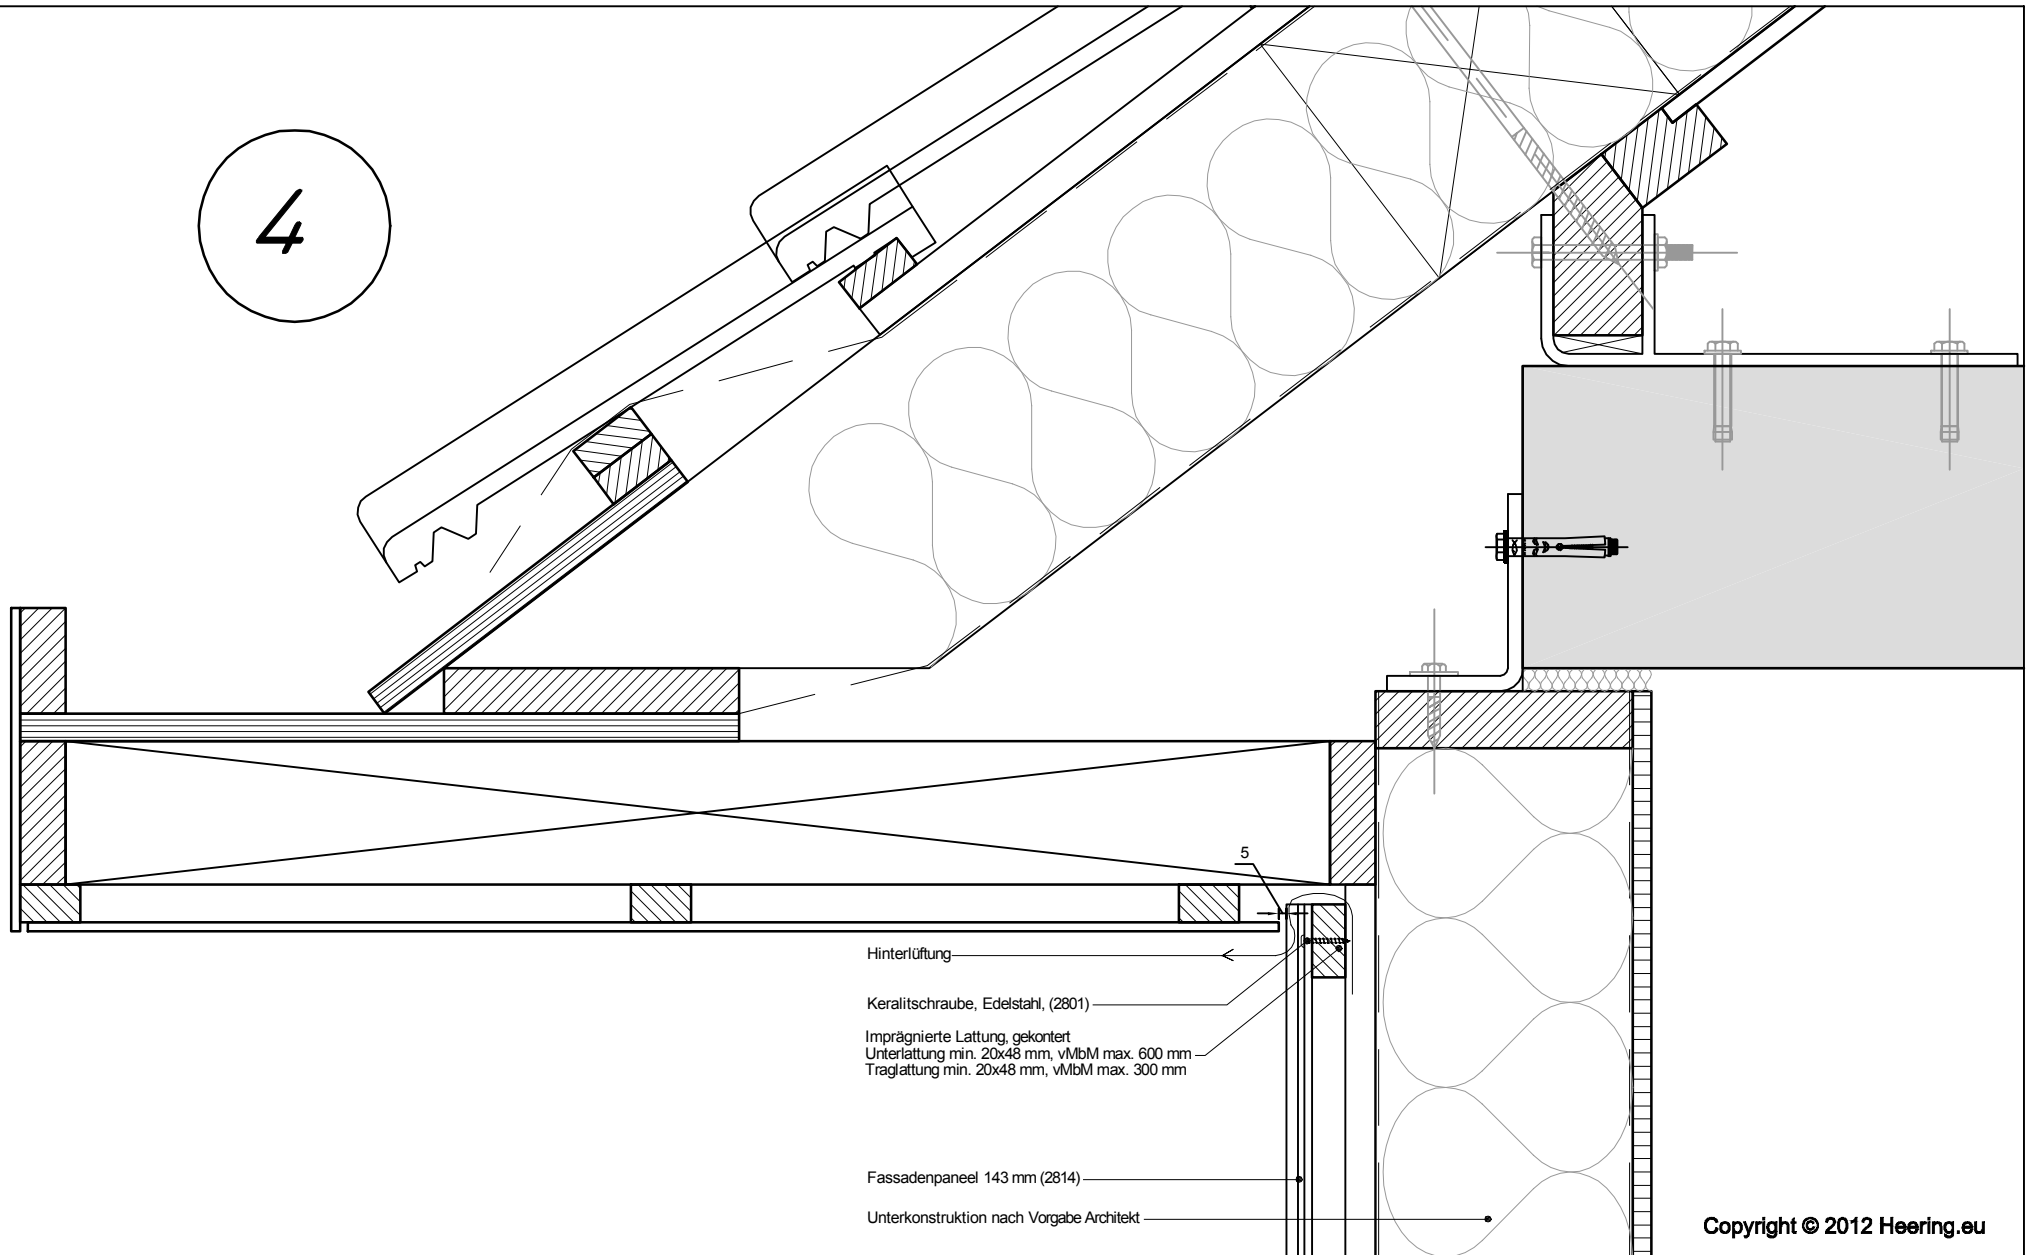 4
5
Hinterlüftung
Keralitschraube, Edelstahl, (2801)
Imprägnierte Lattung, gekontert
Unterlattung min. 20x48 mm, vMbM max. 600 mm
Traglattung min. 20x48 mm, vMbM max. 300 mm
Fassadenpaneel 143 mm (2814)
Unterkonstruktion nach Vorgabe Architekt
Copyright © 2012 Heering.eu